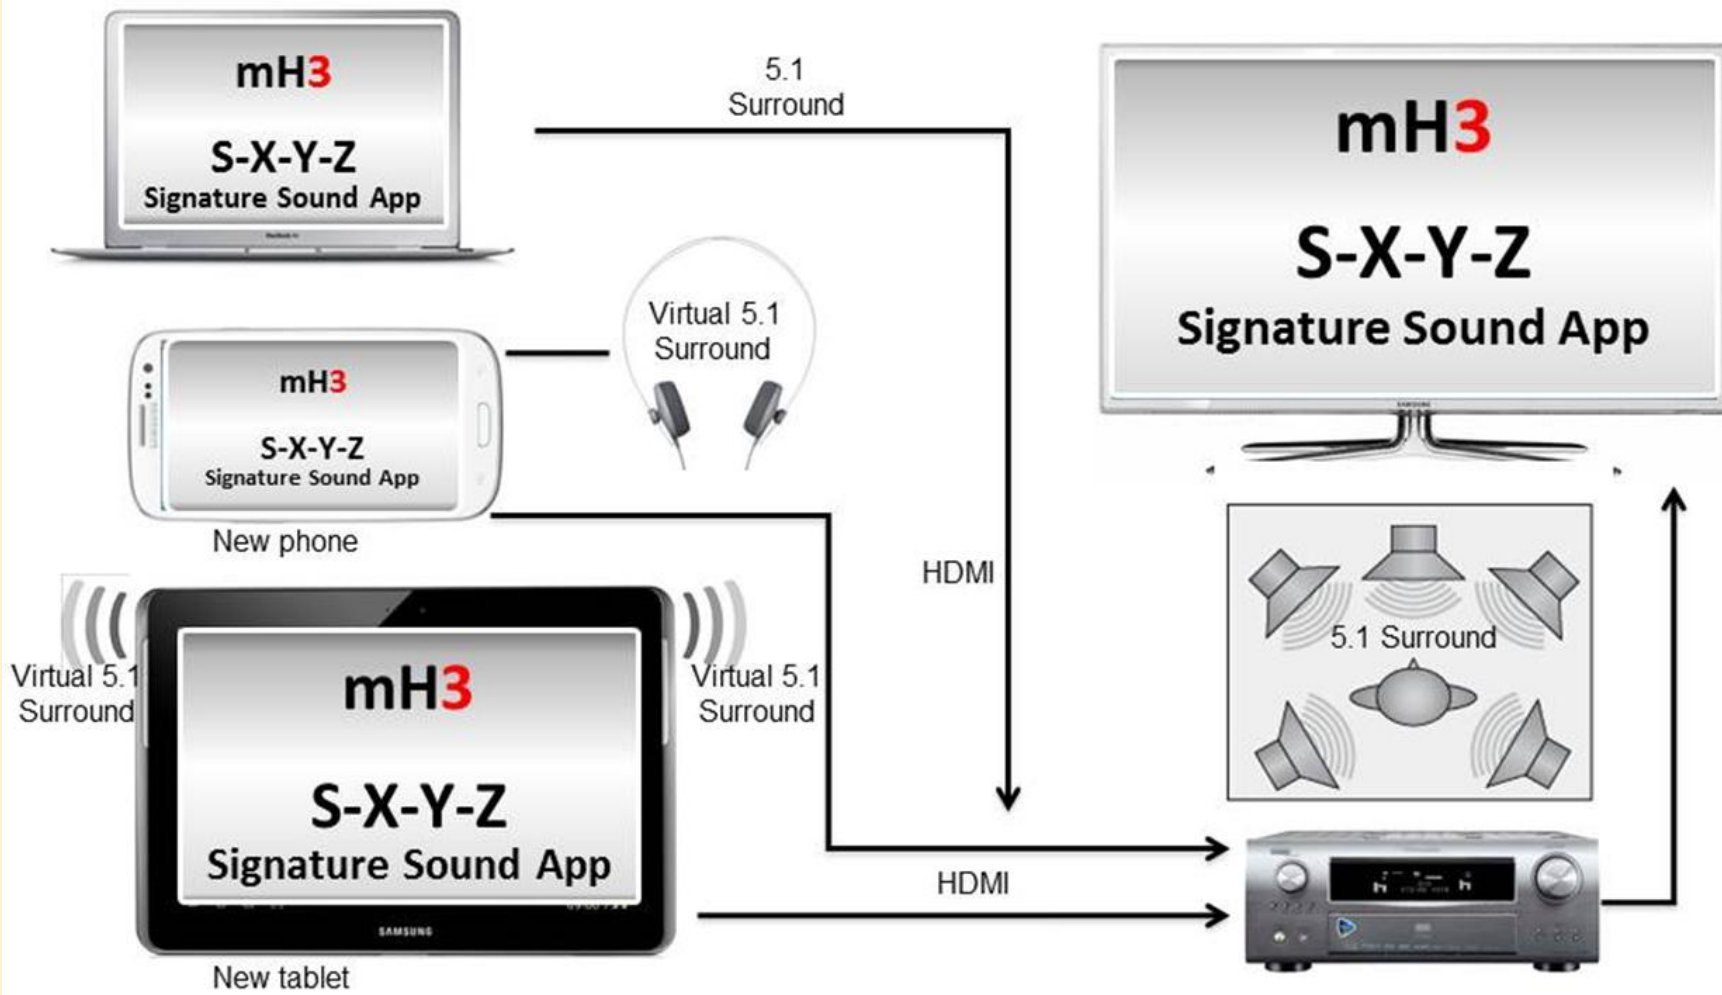 mH3
S-X-Y-Z
Signature Sound App
5.1
Surround
mH3
S-X-Y-Z
Signature Sound App
SAMSUNG
Virtual 5.1
Surround
mH3
S-X-Y-Z
Signature Sound App
SAMSUNG
New phone
HDMI
5.1 Surround
Virtual 5.1
Surround
mH3
S-X-Y-Z
Signature Sound App
SAMSUNG
New tablet
Virtual 5.1
Surround
HDMI